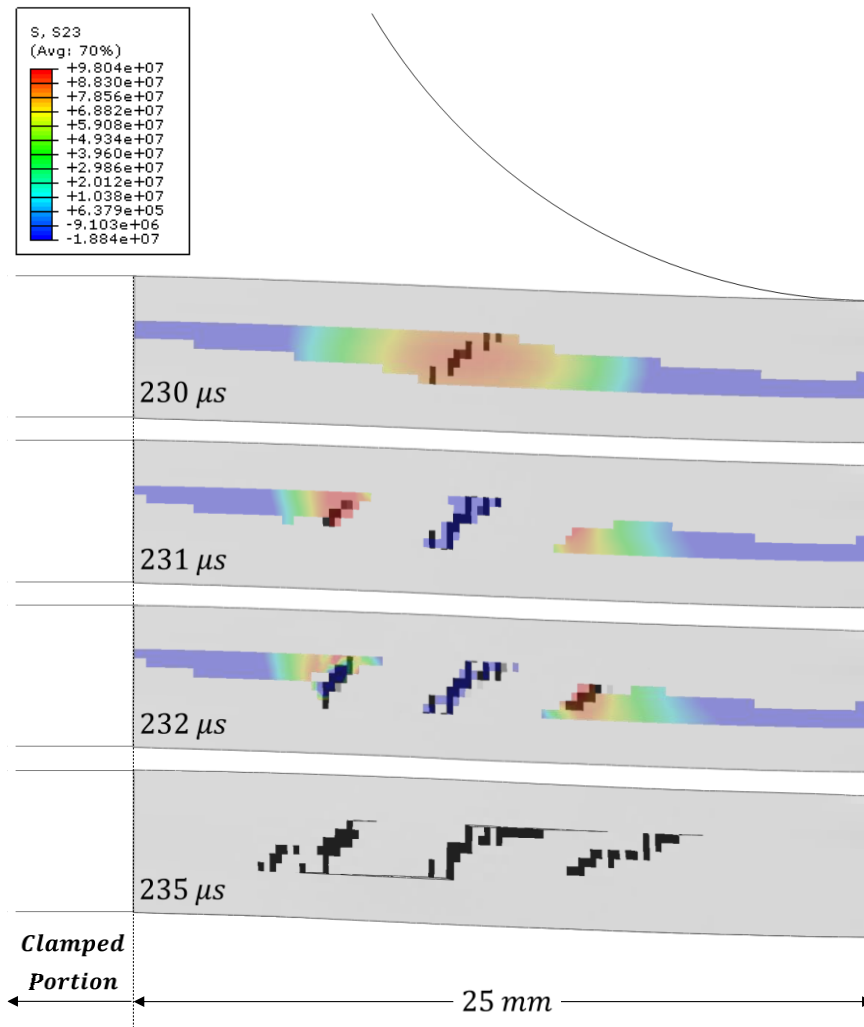 S, S23
(Avg: 70%)
+9.804e+07
+8.830e+07
+7.856e+07
+6.882e+07
+5.908e+07
+4.934e+07
+3.960e+07
+2.986e+07
+2.012e+07
+1.038e+07
+6.379e+05
-9.103e+06
-1.884e+07
230 μs
231 μs
232 μs
235 μs
Clamped
Portion
25 mm